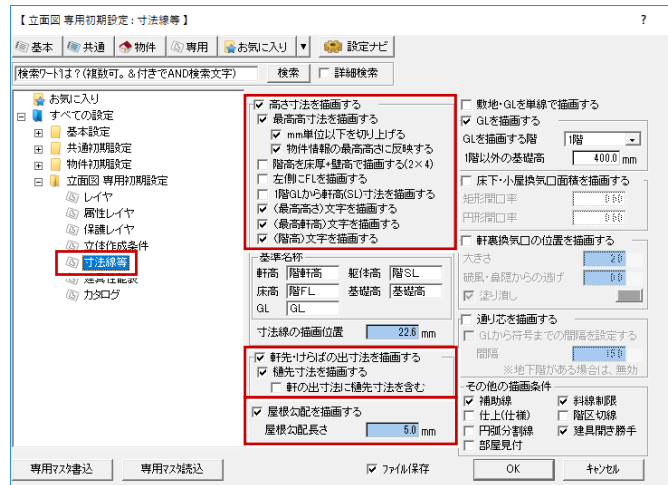 【 立面図 専用初期設定 : 寸法線等 】
?
基本 共通 物件 専用 お気に入り ▼ 設定ナビ
検索ワードは？(複数可。&付きでAND検索文字) 検索 詳細検索
お気に入り
すべての設定
基本設定
共通初期設定
物件初期設定
立面図 専用初期設定
レイヤ
属性レイヤ
保護レイヤ
立体作成条件
寸法線等
建具性能表
カタログ
高さ寸法を描画する
最高高寸法を描画する
mm単位以下を切り上げる
物件情報の最高高さに反映する
階高を床厚+壁高で描画する(2×4)
左側にFLを描画する
1階GLから軒高(SL)寸法を描画する
〈最高高さ〉文字を描画する
〈最高軒高〉文字を描画する
〈階高〉文字を描画する
基準名称
軒高 階軒高 躯体高 階SL
床高 階FL 基礎高 基礎高
GL GL
寸法線の描画位置 22.6 mm
軒先・けらばの出寸法を描画する
樋先寸法を描画する
軒の出寸法に樋先寸法を含む
屋根勾配を描画する
屋根勾配長さ 5.0 mm
敷地・GLを単線で描画する
GLを描画する
GLを描画する階 1階
1階以外の基礎高 400.0 mm
床下・小屋換気口面積を描画する
矩形開口率 0.60
円形開口率 0.60
軒裏換気口の位置を描画する
大きさ 2.0
破風・鼻隠からの逃げ 0.0
塗り潰し
通り芯を描画する
GLから符号までの間隔を設定する
間隔 15.0
※地下階がある場合は、無効
その他の描画条件
補助線 斜線制限
仕上(仕様) 階区切線
円弧分割線 建具開き勝手
部屋見付
専用マスタ書込 専用マスタ読込 ファイル保存 OK キャンセル